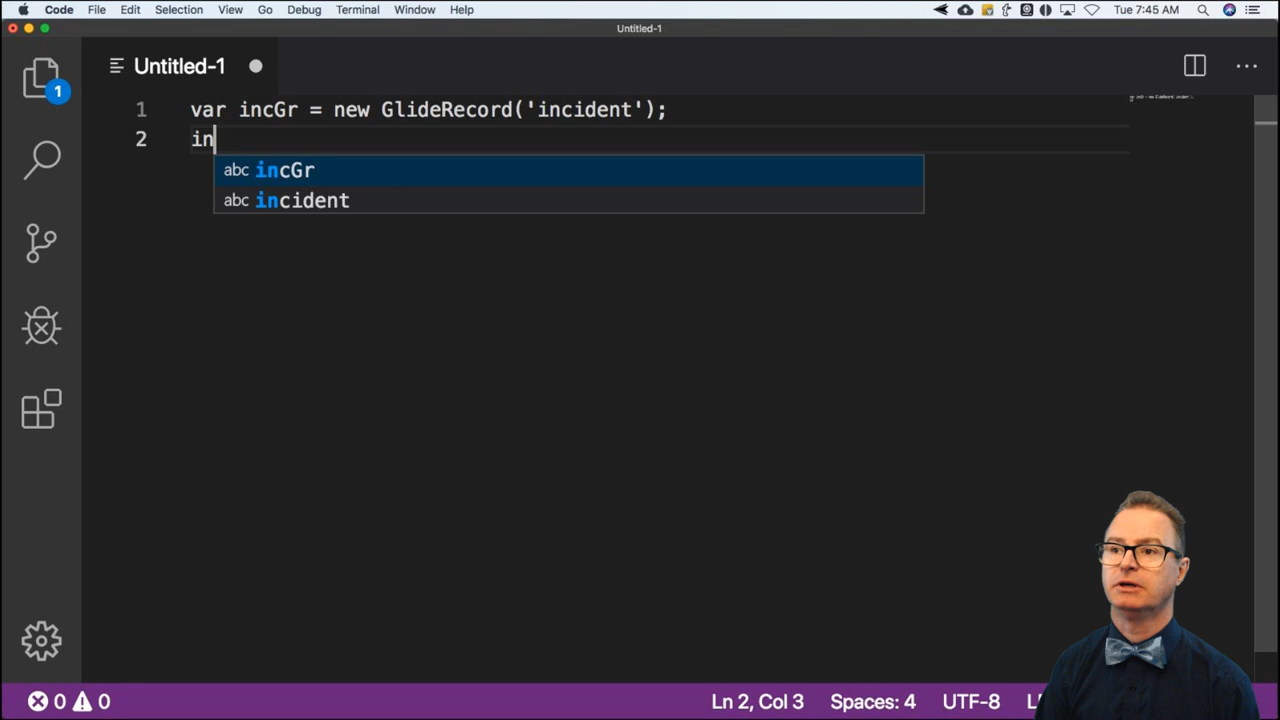 Code File Edit Selection View Go Debug Terminal Window Help Tue 7:45 AM
Untitled-1
1
Untitled-1
1 var incGr = new GlideRecord('incident');
2 in
abc incGr
abc incident
0 0 Ln 2, Col 3 Spaces: 4 UTF-8